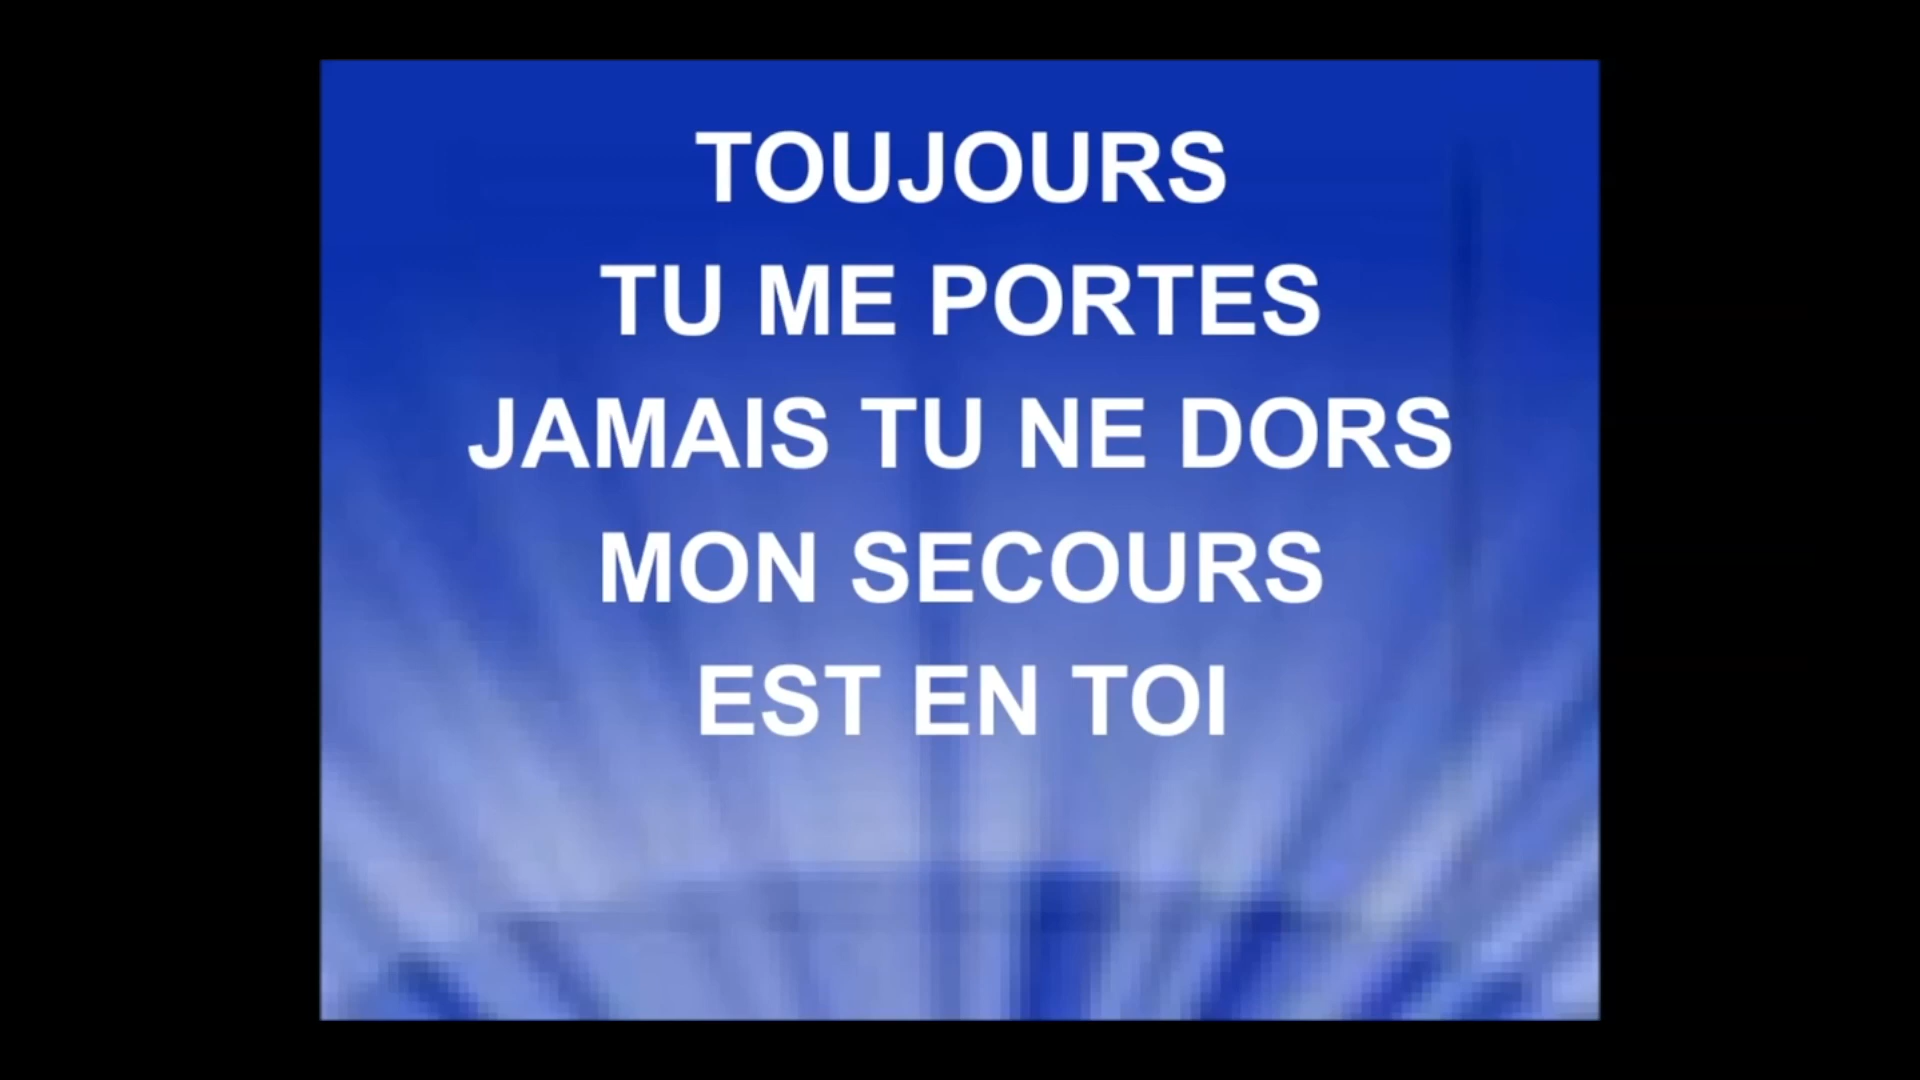 TOUJOURS
TU ME PORTES
JAMAIS TU NE DORS
MON SECOURS
EST EN TOI